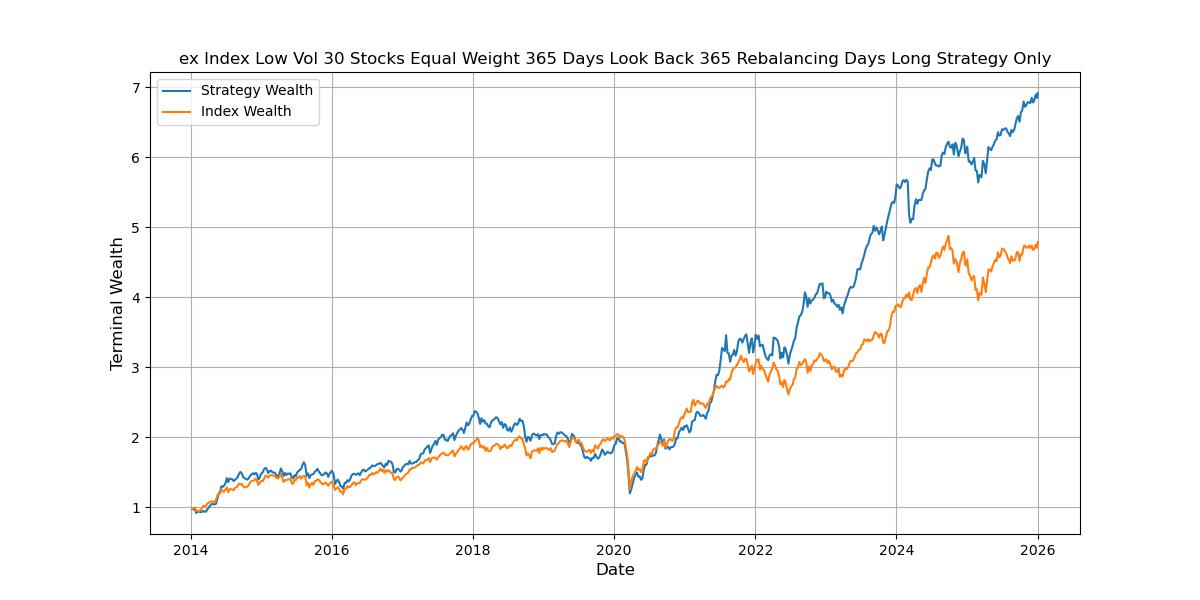 ex Index Low Vol 30 Stocks Equal Weight 365 Days Look Back 365 Rebalancing Days Long Strategy Only
Strategy Wealth
Index Wealth
7
6
5
4
3
2
1
Terminal Wealth
2014 2016 2018 2020 2022 2024 2026
Date